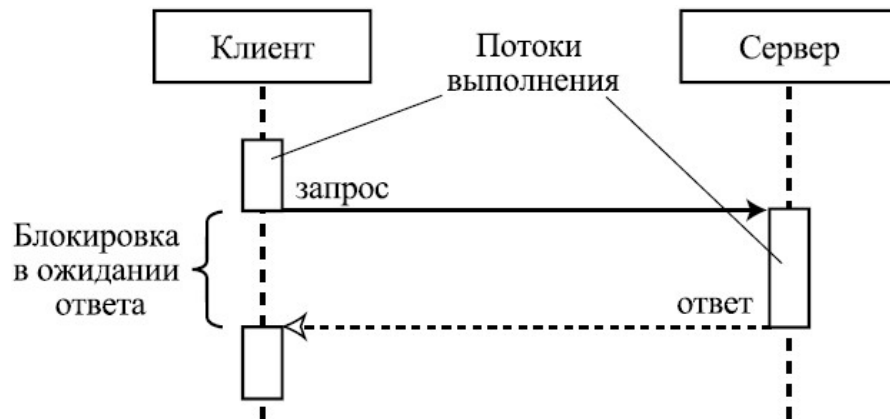 Клиент
Потоки
выполнения
Сервер
запрос
Блокировка
в ожидании
ответа
ответ